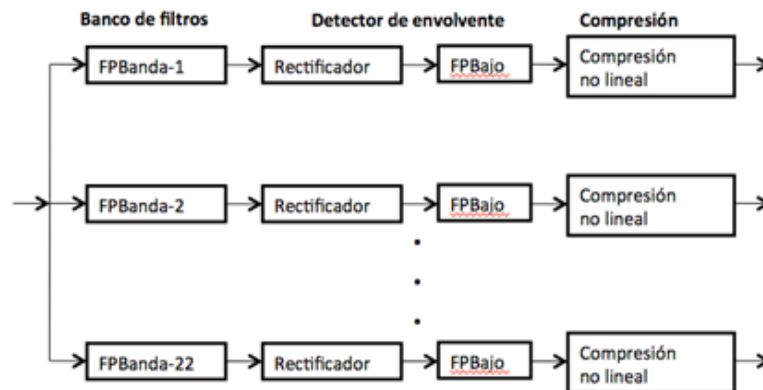 Banco de filtros Detector de envolvente Compresión
FPBanda-1 Rectificador FPBajo Compresión
no lineal
FPBanda-2 Rectificador FPBajo Compresión
no lineal
FPBanda-22 Rectificador FPBajo Compresión
no lineal